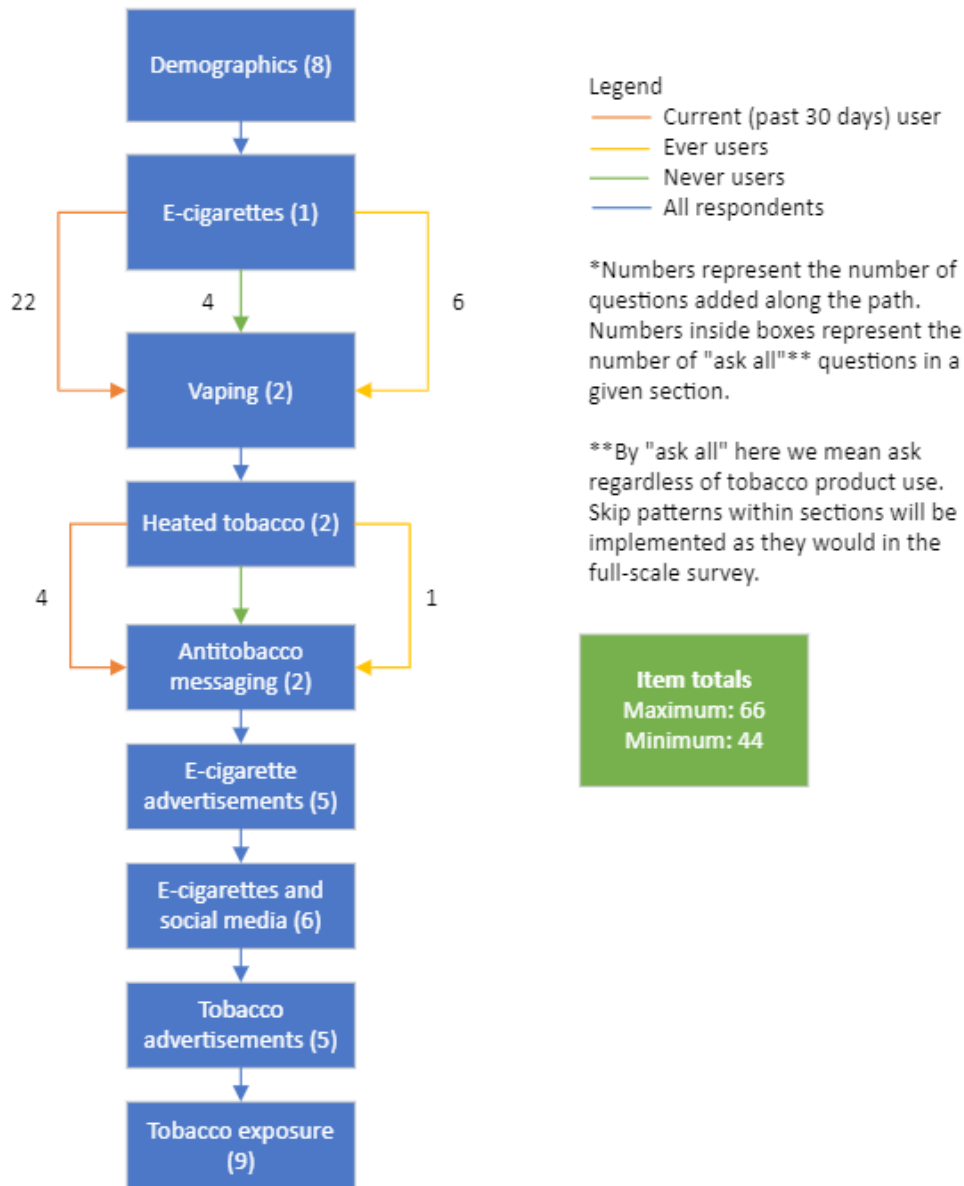 Demographics (8)
E-cigarettes (1)
22
4
6
Vaping (2)
Heated tobacco (2)
4
1
Antitobacco
messaging (2)
E-cigarette
advertisements (5)
E-cigarettes and
social media (6)
Tobacco
advertisements (5)
Tobacco exposure
(9)
Legend
Current (past 30 days) user
Ever users
Never users
All respondents
*Numbers represent the number of
questions added along the path.
Numbers inside boxes represent the
number of "ask all"** questions in a
given section.
**By "ask all" here we mean ask
regardless of tobacco product use.
Skip patterns within sections will be
implemented as they would in the
full-scale survey.
Item totals
Maximum: 66
Minimum: 44